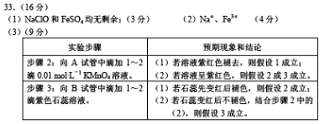 33.(16分)
(1)NaClO 和 FeSO₄ 均无剩余;(3分) (2)Na⁺、Fe³⁺ (4分)
(3)(9分)
实验步骤 预期现象和结论
步骤 2:向 A 试管中滴加 1~2 滴 0.01 mol·L⁻¹ KMnO₄ 溶液。
(1)若溶液紫红色褪去,则假设 1 成立;
(2)若溶液呈紫红色,则假设 2 或 3 成立。
步骤 3:向 B 试管中滴加 1~2 滴紫色石蕊溶液。
(1)若石蕊先变红后褪色,则假设 2 成立;
(2)若石蕊变红后不褪色,结合步骤 2 中的
(2),则假设 3 成立。